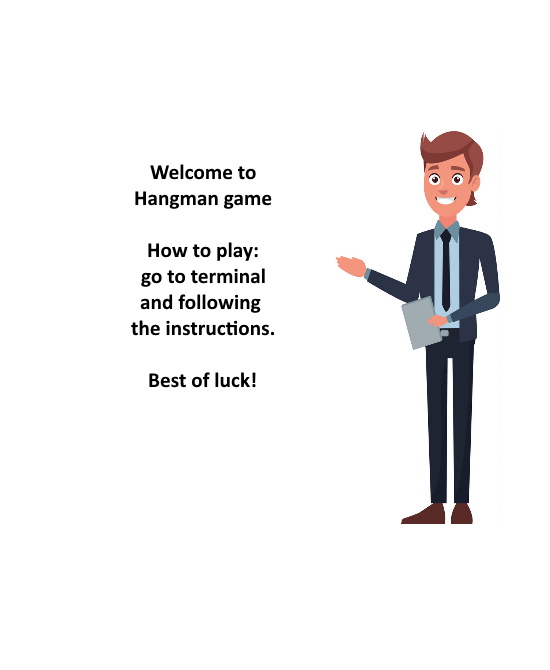 Welcome to
Hangman game
How to play:
go to terminal
and following
the instructions.
Best of luck!